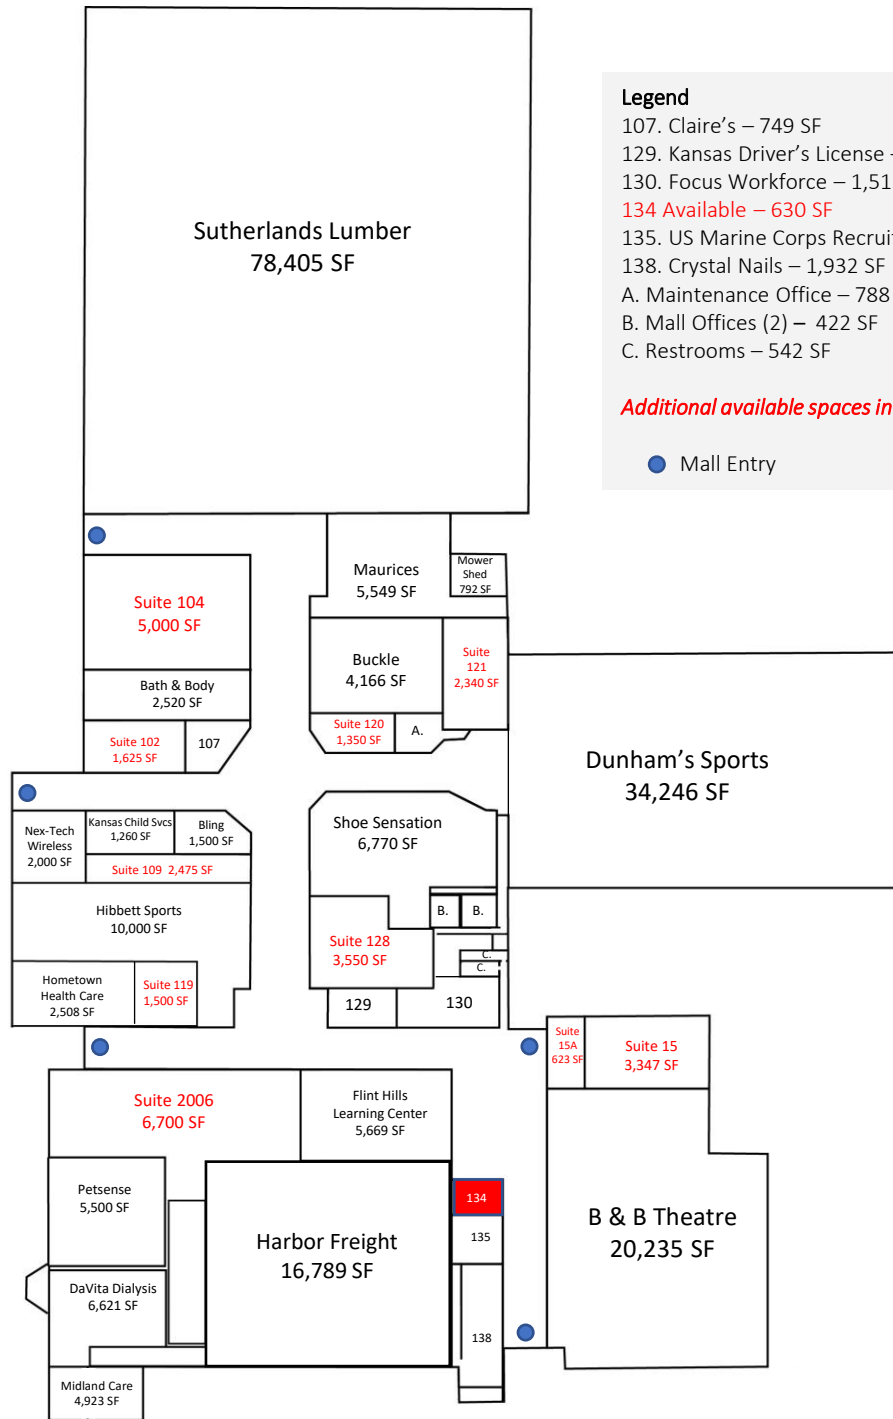 Legend
107. Claire's – 749 SF
129. Kansas Driver's License
130. Focus Workforce – 1,51
134 Available – 630 SF
135. US Marine Corps Recruit
138. Crystal Nails – 1,932 SF
A. Maintenance Office – 788
B. Mall Offices (2) – 422 SF
C. Restrooms – 542 SF
Additional available spaces in
Mall Entry
Sutherlands Lumber
78,405 SF
Maurices
5,549 SF
Mower
Shed
792 SF
Suite 104
5,000 SF
Buckle
4,166 SF
Suite
121
2,340 SF
Bath & Body
2,520 SF
Suite 102
1,625 SF
107
Suite 120
1,350 SF
A.
Dunham's Sports
34,246 SF
Nex-Tech
Wireless
2,000 SF
Kansas Child Svcs
1,260 SF
Bling
1,500 SF
Suite 109 2,475 SF
Shoe Sensation
6,770 SF
Hibbett Sports
10,000 SF
B.
B.
Suite 128
3,550 SF
C.
C.
Hometown
Health Care
2,508 SF
Suite 119
1,500 SF
129
130
Suite
15A
623 SF
Suite 15
3,347 SF
Suite 2006
6,700 SF
Flint Hills
Learning Center
5,669 SF
Petsense
5,500 SF
134
Harbor Freight
16,789 SF
135
B & B Theatre
20,235 SF
DaVita Dialysis
6,621 SF
138
Midland Care
4,923 SF